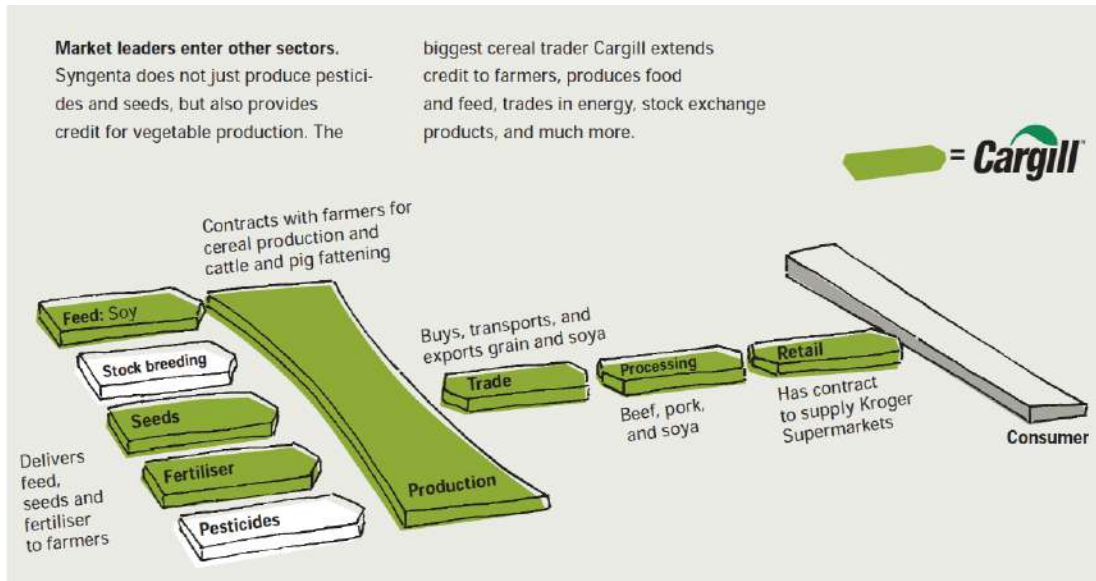 Market leaders enter other sectors.
Syngenta does not just produce pestici-
des and seeds, but also provides
credit for vegetable production. The
biggest cereal trader Cargill extends
credit to farmers, produces food
and feed, trades in energy, stock exchange
products, and much more.
= Cargill
Contracts with farmers for
cereal production and
cattle and pig fattening
Feed: Soy
Stock breeding
Seeds
Fertiliser
Pesticides
Delivers
feed,
seeds and
fertiliser
to farmers
Production
Buys, transports, and
exports grain and soya
Trade
Processing
Beef, pork,
and soya
Retail
Has contract
to supply Kroger
Supermarkets
Consumer